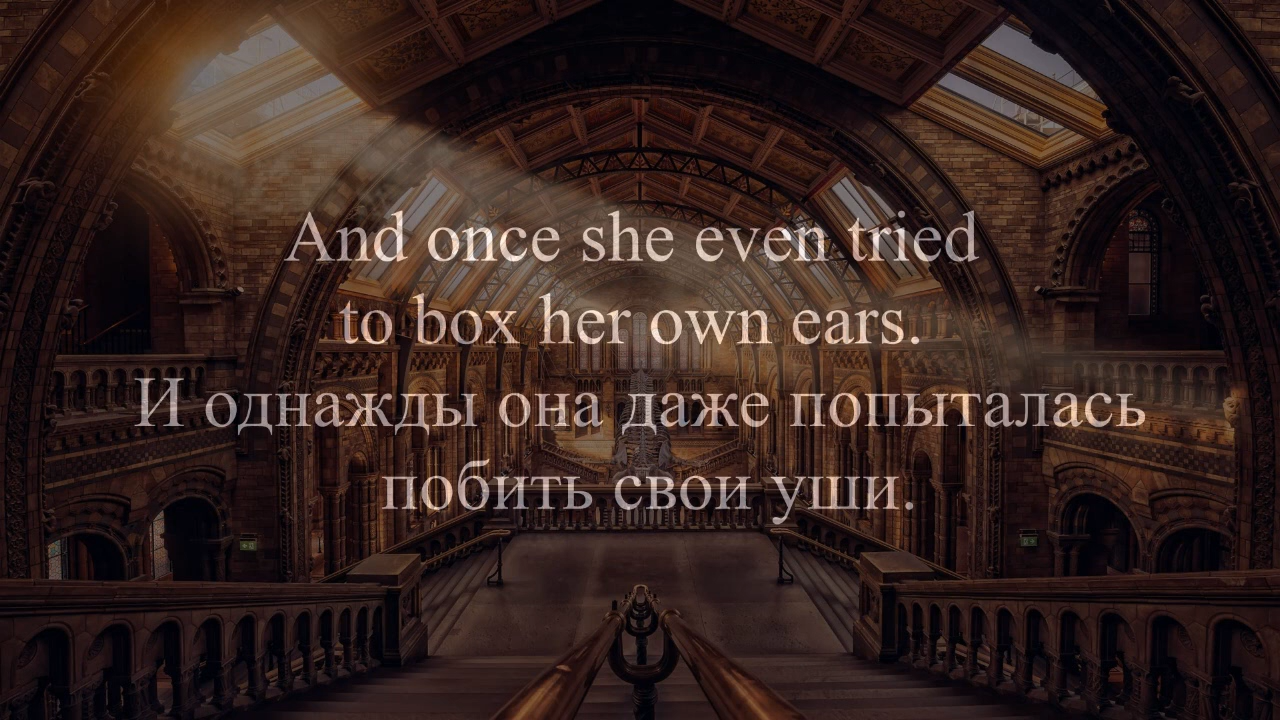 And once she even tried
to box her own ears.
И однажды она даже попыталась
побить свои уши.